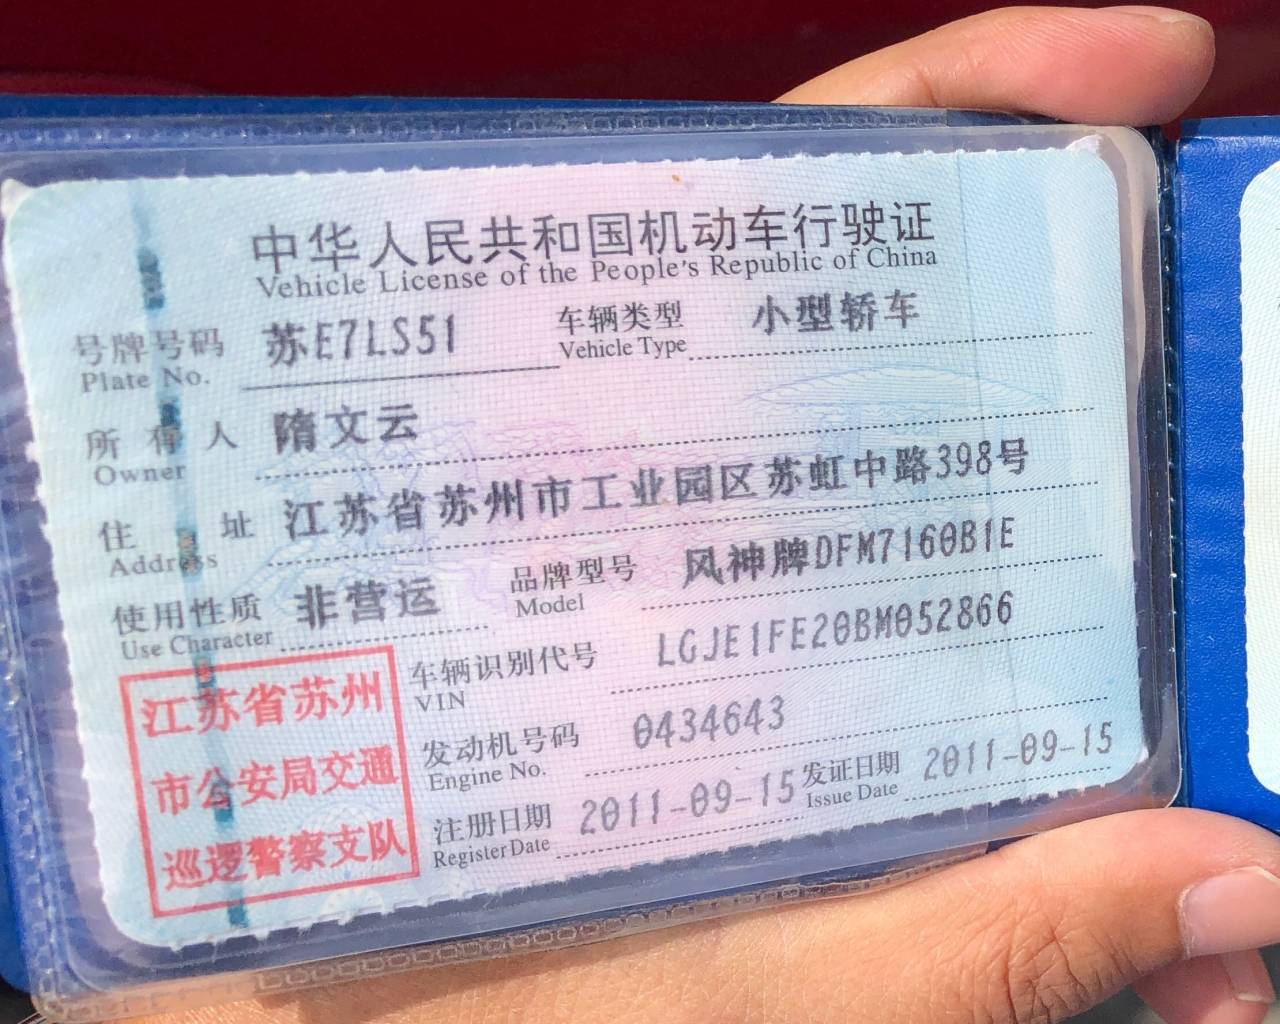 中华人民共和国机动车行驶证
Vehicle License of the People's Republic of China
号牌号码 苏E7LS51 车辆类型 小型轿车
Plate No. Vehicle Type
所有人 隋文云
Owner
住址 江苏省苏州市工业园区苏虹中路398号
Address
使用性质 非营运 品牌型号 风神牌DFM7160B1E
Use Character Model
车辆识别代号 LGJE1FE20BM052866
VIN
发动机号码 0434643
Engine No.
注册日期 2011-09-15 发证日期 2011-09-15
Register Date Issue Date
江苏省苏州
市公安局交通
巡逻警察支队